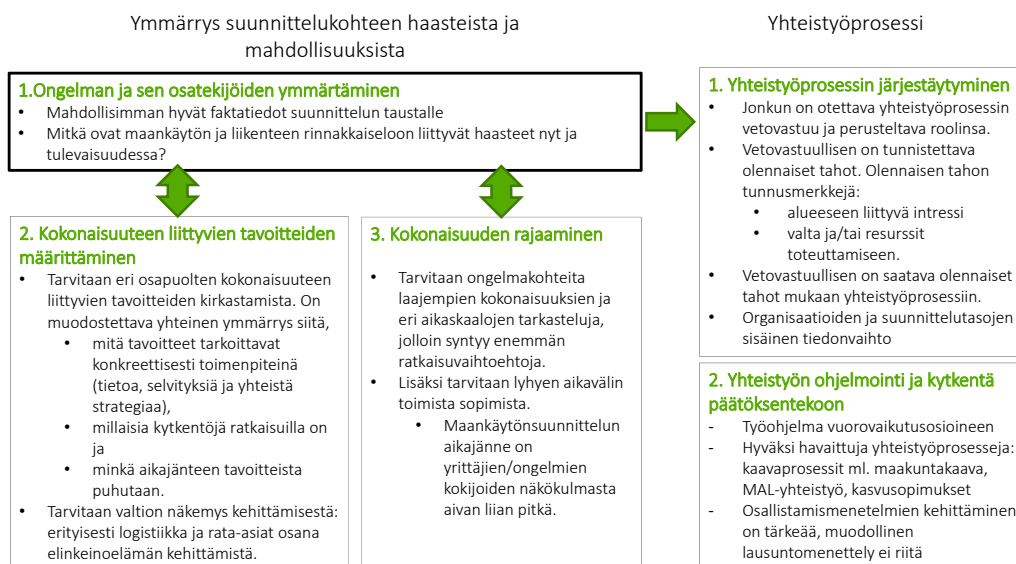 Ymmärrys suunnittelukohteen haasteista ja
mahdollisuuksista
Yhteistyöprosessi
1.Ongelman ja sen osatekijöiden ymmärtäminen
• Mahdollisimman hyvät faktatiedot suunnittelun taustalle
• Mitkä ovat maankäytön ja liikenteen rinnakkaiseloon liittyvät haasteet nyt ja
tulevaisuudessa?
2. Kokonaisuuteen liittyvien tavoitteiden
määrittäminen
• Tarvitaan eri osapuolten kokonaisuuteen
liittyvien tavoitteiden kirkastamista. On
muodostettava yhteinen ymmärrys siitä,
• mitä tavoitteet tarkoittavat
konkreettisesti toimenpiteinä
(tietoa, selvityksiä ja yhteistä
strategiaa),
• millaisia kytkentöjä ratkaisuilla on
ja
• minkä aikajänteen tavoitteista
puhutaan.
• Tarvitaan valtion näkemys kehittämisestä:
erityisesti logistiikka ja rata-asiat osana
elinkeinoelämän kehittämistä.
3. Kokonaisuuden rajaaminen
• Tarvitaan ongelmakohteita
laajempien kokonaisuuksien ja
eri aikaskaalojen tarkasteluja,
jolloin syntyy enemmän
ratkaisuvaihtoehtoja.
• Lisäksi tarvitaan lyhyen aikavälin
toimista sopimista.
• Maankäytönsuunnittelun
aikajänne on
yrittäjien/ongelmien
kokijoiden näkökulmasta
aivan liian pitkä.
1. Yhteistyöprosessin järjestäytyminen
• Jonkun on otettava yhteistyöprosessin
vetovastuu ja perusteltava roolinsa.
• Vetovastuullisen on tunnistettava
olennaiset tahot. Olennaisen tahon
tunnusmerkkejä:
• alueeseen liittyvä intressi
• valta ja/tai resurssit
toteuttamiseen.
• Vetovastuullisen on saatava olennaiset
tahot mukaan yhteistyöprosessiin.
• Organisaatioiden ja suunnittelutasojen
sisäinen tiedonvaihto
2. Yhteistyön ohjelmointi ja kytkentä
päätöksentekoon
- Työohjelma vuorovaikutusosioineen
- Hyväksi havaittuja yhteistyöprosesseja:
kaavaprosessit ml. maakuntakaava,
MAL-yhteistyö, kasvusopimukset
- Osallistamismenetelmien kehittäminen
on tärkeää, muodollinen
lausuntomenettely ei riitä